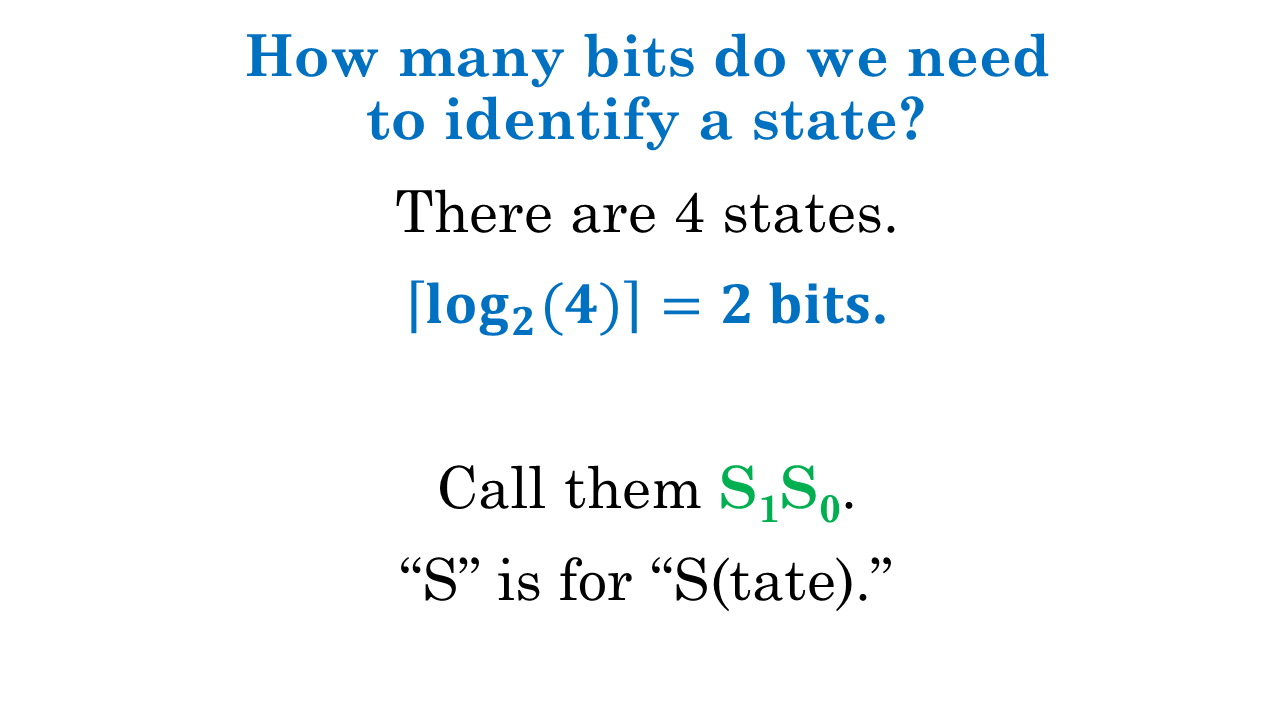 How many bits do we need
to identify a state?
There are 4 states.
⌈log₂(4)⌉ = 2 bits.
Call them S₁S₀.
“S” is for “S(tate).”